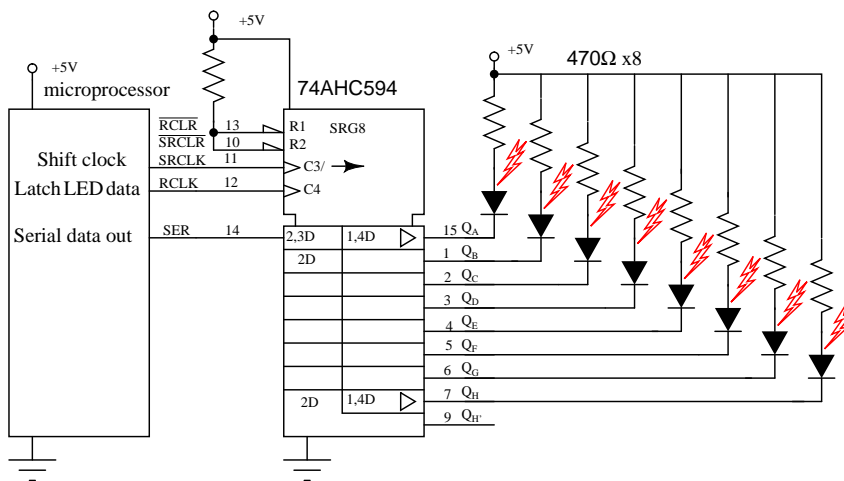 +5V
+5V
470Ω x8
+5V
microprocessor
74AHC594
RCLR 13 R1 SRG8
SRCLR 10 R2
Shift clock SRCLK 11 C3/
Latch LED data RCLK 12 C4
Serial data out SER 14 2,3D 1,4D 15 QA
2D 1 QB
2 QC
3 QD
4 QE
5 QF
6 QG
2D 1,4D 7 QH
9 QH'